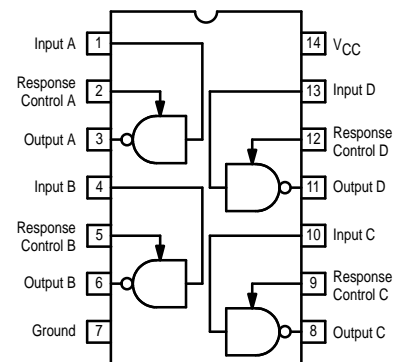 Input A
1
Response
Control A
2
Output A
3
Input B
4
Response
Control B
5
Output B
6
Ground
7
14
VCC
13
Input D
12
Response
Control D
11
Output D
10
Input C
9
Response
Control C
8
Output C